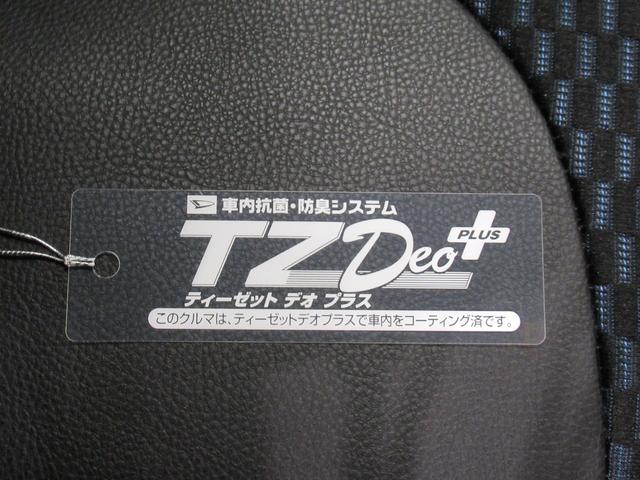 車内抗菌・防臭システム
TZ Deo PLUS
ティーゼット デオ プラス
このクルマは、ティーゼットデオプラスで車内をコーティング済です。